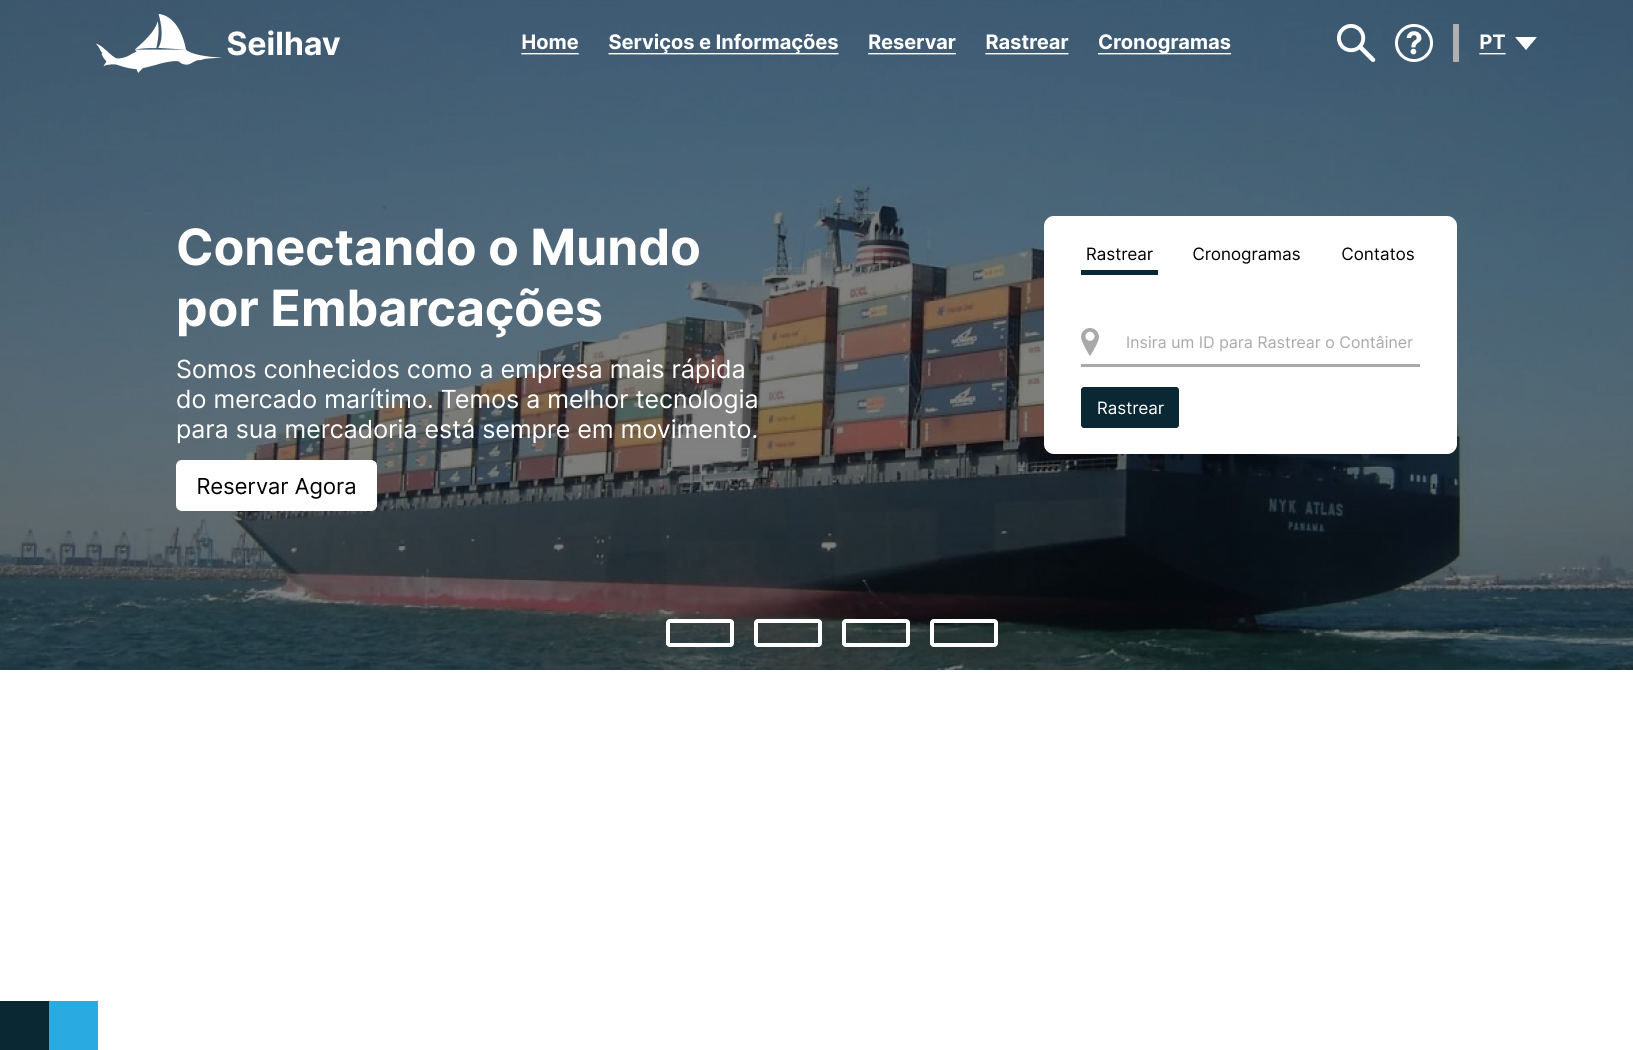 Seilhav
Home Serviços e Informações Reservar Rastrear Cronogramas
PT
Conectando o Mundo
por Embarcações
Somos conhecidos como a empresa mais rápida
do mercado marítimo. Temos a melhor tecnologia
para sua mercadoria está sempre em movimento.
Reservar Agora
Rastrear Cronogramas Contatos
Insira um ID para Rastrear o Contâiner
Rastrear
NYK ATLAS
PANAMA